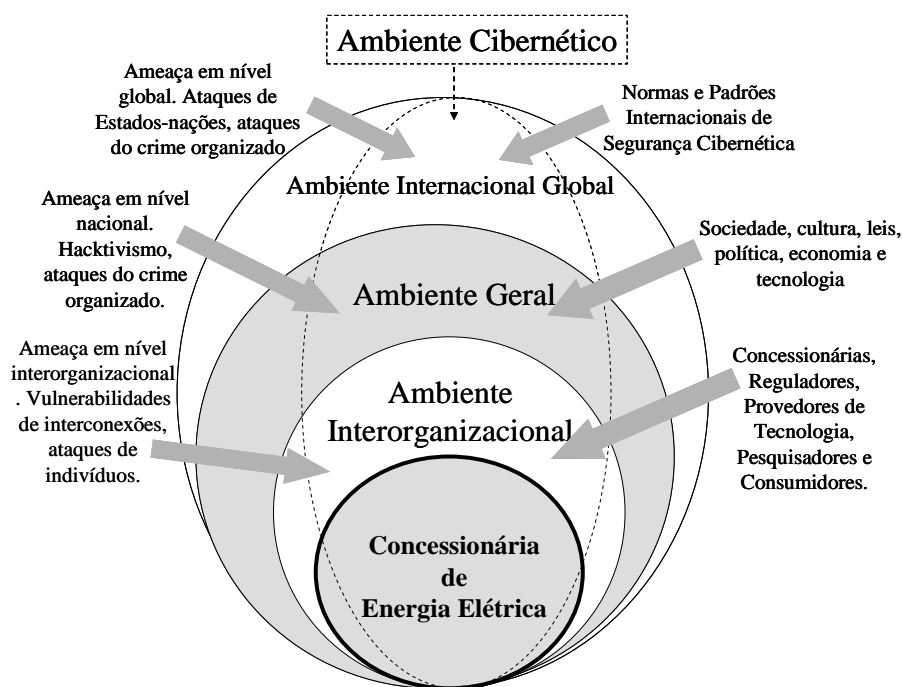 Ambiente Cibernético
Ameaça em nível
global. Ataques de
Estados-nações, ataques
do crime organizado
Normas e Padrões
Internacionais de
Segurança Cibernética
Ambiente Internacional Global
Ameaça em nível
nacional.
Hacktivismo,
ataques do crime
organizado.
Sociedade, cultura, leis,
política, economia e
tecnologia
Ambiente Geral
Ameaça em nível
interorganizacional
. Vulnerabilidades
de interconexões,
ataques de
indivíduos.
Ambiente
Interorganizacional
Concessionárias,
Reguladores,
Provedores de
Tecnologia,
Pesquisadores e
Consumidores.
Concessionária
de
Energia Elétrica